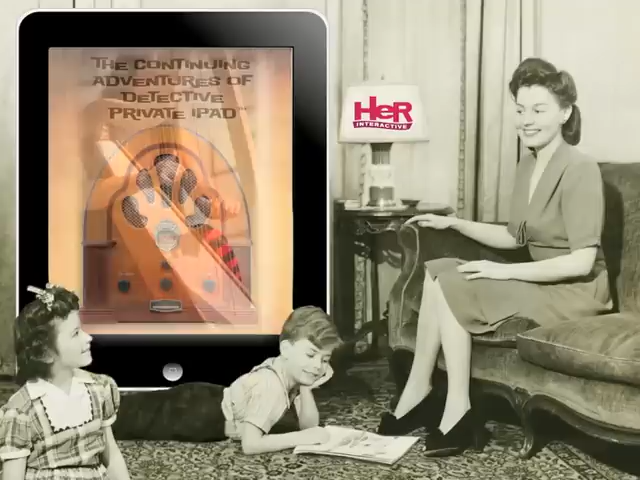 THE CONTINUING
ADVENTURES OF
DETECTIVE
PRIVATE IPAD™
HeR
INTERACTIVE